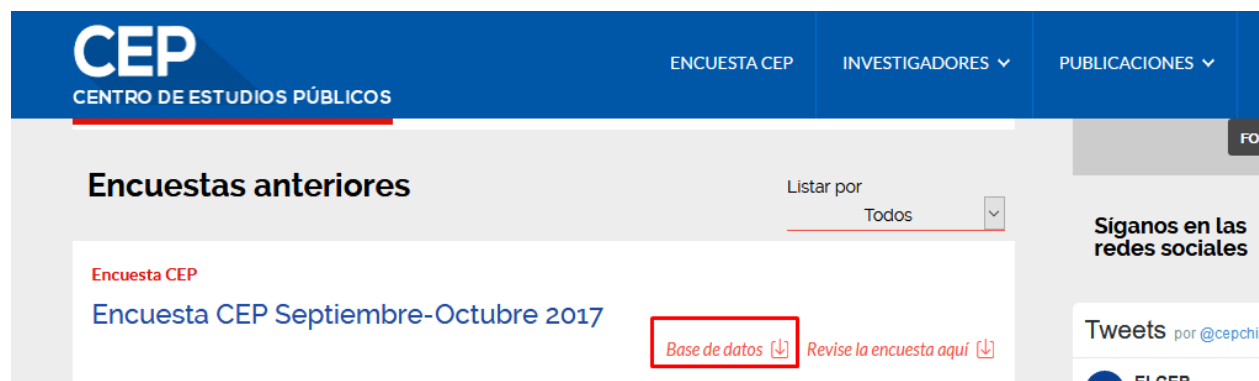 CEP
CENTRO DE ESTUDIOS PÚBLICOS
ENCUESTA CEP
INVESTIGADORES
PUBLICACIONES
FO
Encuestas anteriores
Listar por
Todos
Síganos en las
redes sociales
Encuesta CEP
Encuesta CEP Septiembre-Octubre 2017
Base de datos
Revise la encuesta aquí
Tweets por @cepchi